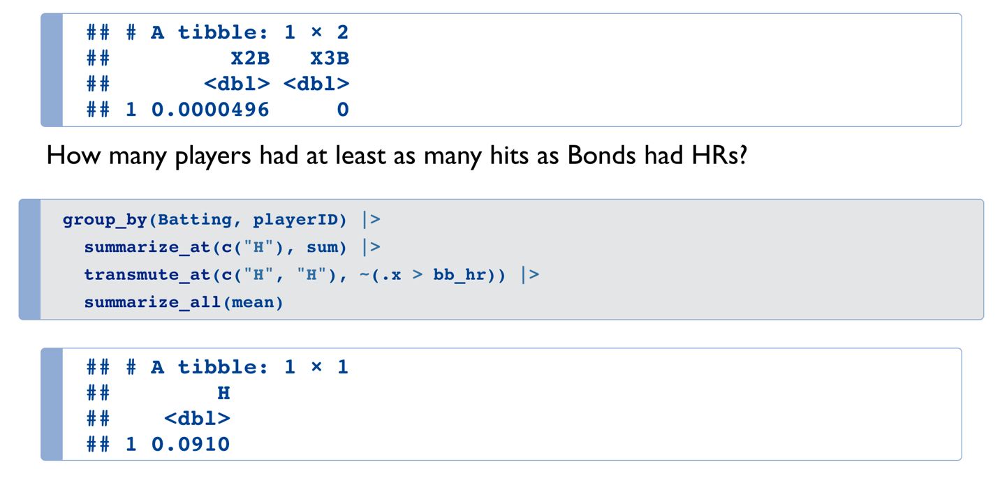 ## # A tibble: 1 × 2
##         X2B   X3B
##       <dbl> <dbl>
## 1 0.0000496     0
How many players had at least as many hits as Bonds had HRs?
group_by(Batting, playerID) |>
  summarize_at(c("H"), sum) |>
  transmute_at(c("H", "H"), ~(.x > bb_hr)) |>
  summarize_all(mean)
## # A tibble: 1 × 1
##        H
##    <dbl>
## 1 0.0910